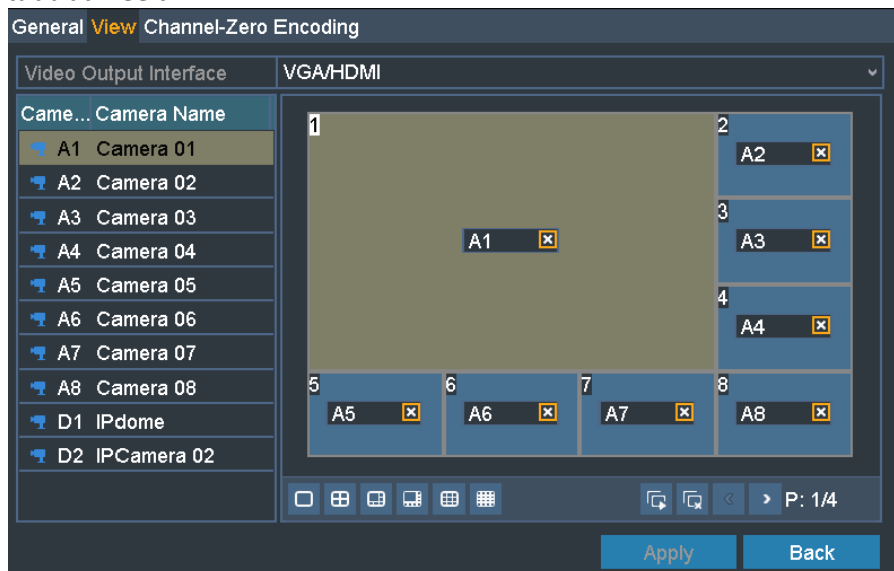 General View Channel-Zero Encoding
Video Output Interface VGA/HDMI
Came... Camera Name
A1 Camera 01
A2 Camera 02
A3 Camera 03
A4 Camera 04
A5 Camera 05
A6 Camera 06
A7 Camera 07
A8 Camera 08
D1 IPdome
D2 IPCamera 02
1
A1
2
A2
3
A3
4
A4
5
A5
6
A6
7
A7
8
A8
P: 1/4
Apply Back